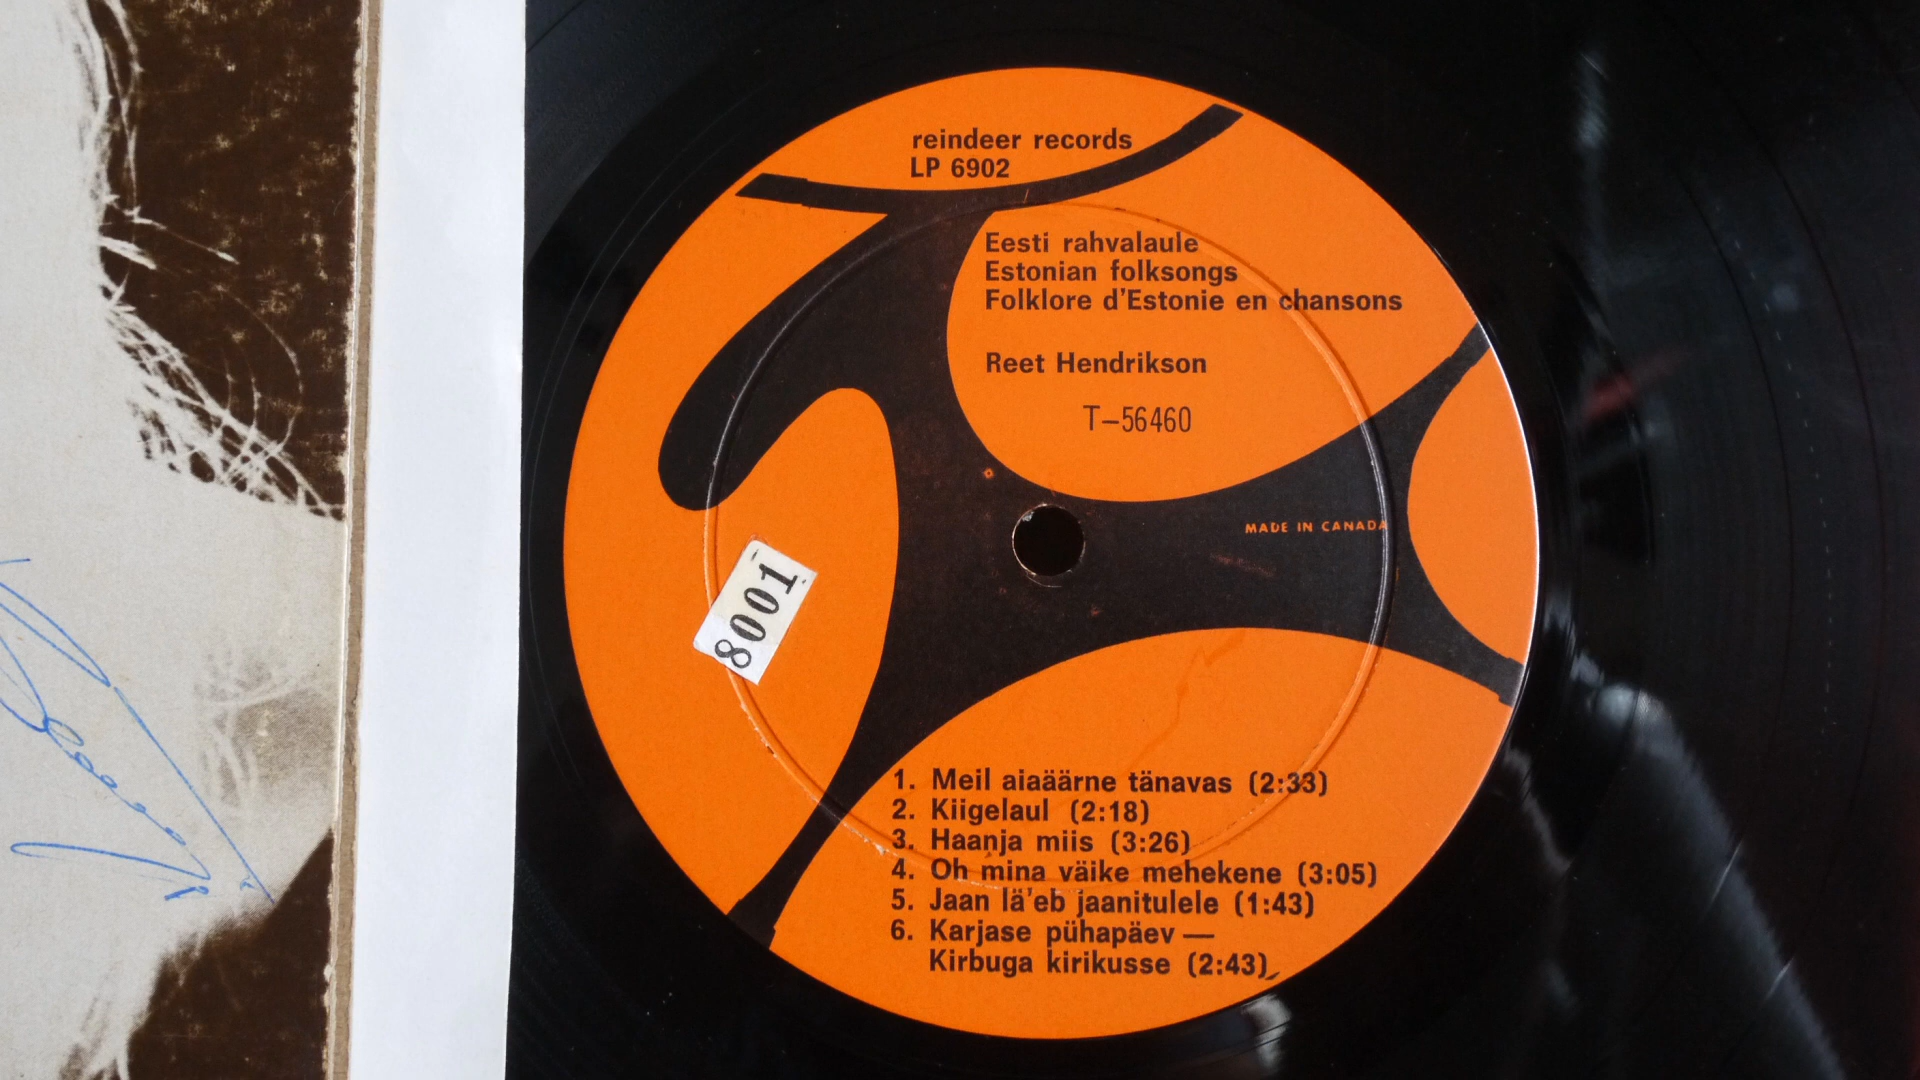 reindeer records
LP 6902
Eesti rahvalaule
Estonian folksongs
Folklore d'Estonie en chansons
Reet Hendrikson
T–56460
MADE IN CANADA
8001
1. Meil aiaäärne tänavas (2:33)
2. Kiigelaul (2:18)
3. Haanja miis (3:26)
4. Oh mina väike mehekene (3:05)
5. Jaan lä'eb jaanitulele (1:43)
6. Karjase pühapäev —
Kirbuga kirikusse (2:43)